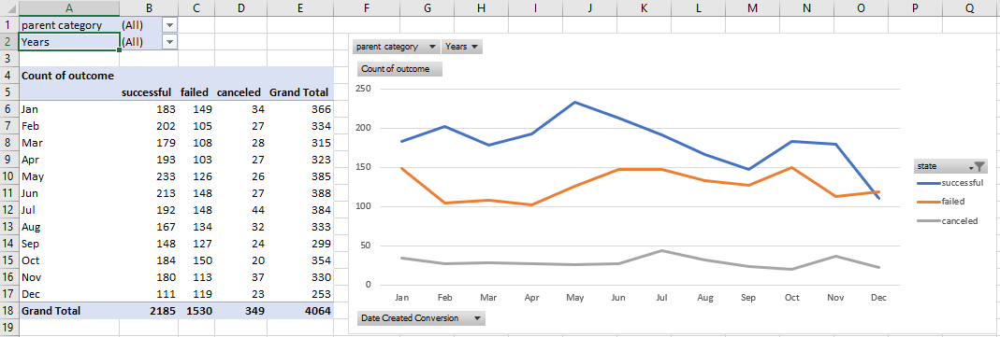 A B C D E F G H I J K L M N O P Q
1 parent category (All)
2 Years (All)
3
4 Count of outcome
5 successful failed canceled Grand Total
6 Jan 183 149 34 366
7 Feb 202 105 27 334
8 Mar 179 108 28 315
9 Apr 193 103 27 323
10 May 233 126 26 385
11 Jun 213 148 27 388
12 Jul 192 148 44 384
13 Aug 167 134 32 333
14 Sep 148 127 24 299
15 Oct 184 150 20 354
16 Nov 180 113 37 330
17 Dec 111 119 23 253
18 Grand Total 2185 1530 349 4064
19
parent category Years
Count of outcome
250
200
150
100
50
0
Jan Feb Mar Apr May Jun Jul Aug Sep Oct Nov Dec
state
successful
failed
canceled
Date Created Conversion